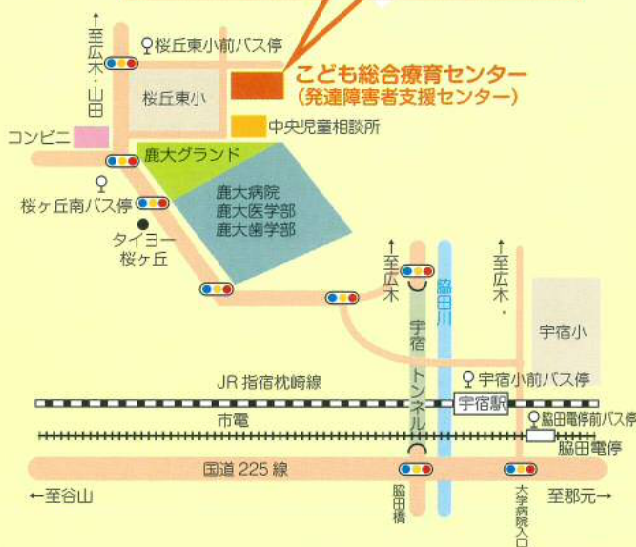 ↑至広木・山田
桜丘東小前バス停
こども総合療育センター
（発達障害者支援センター）
桜丘東小
コンビニ
中央児童相談所
鹿大グランド
桜ヶ丘南バス停
鹿大病院
鹿大医学部
鹿大歯学部
タイヨー
桜ヶ丘
↑至広木
脇田川
↑至広木・
宇宿トンネル
宇宿小
JR 指宿枕崎線
宇宿小前バス停
宇宿駅
市電
脇田電停前バス停
脇田電停
国道 225 線
←至谷山
脇田橋
大学病院入口
至郡元→